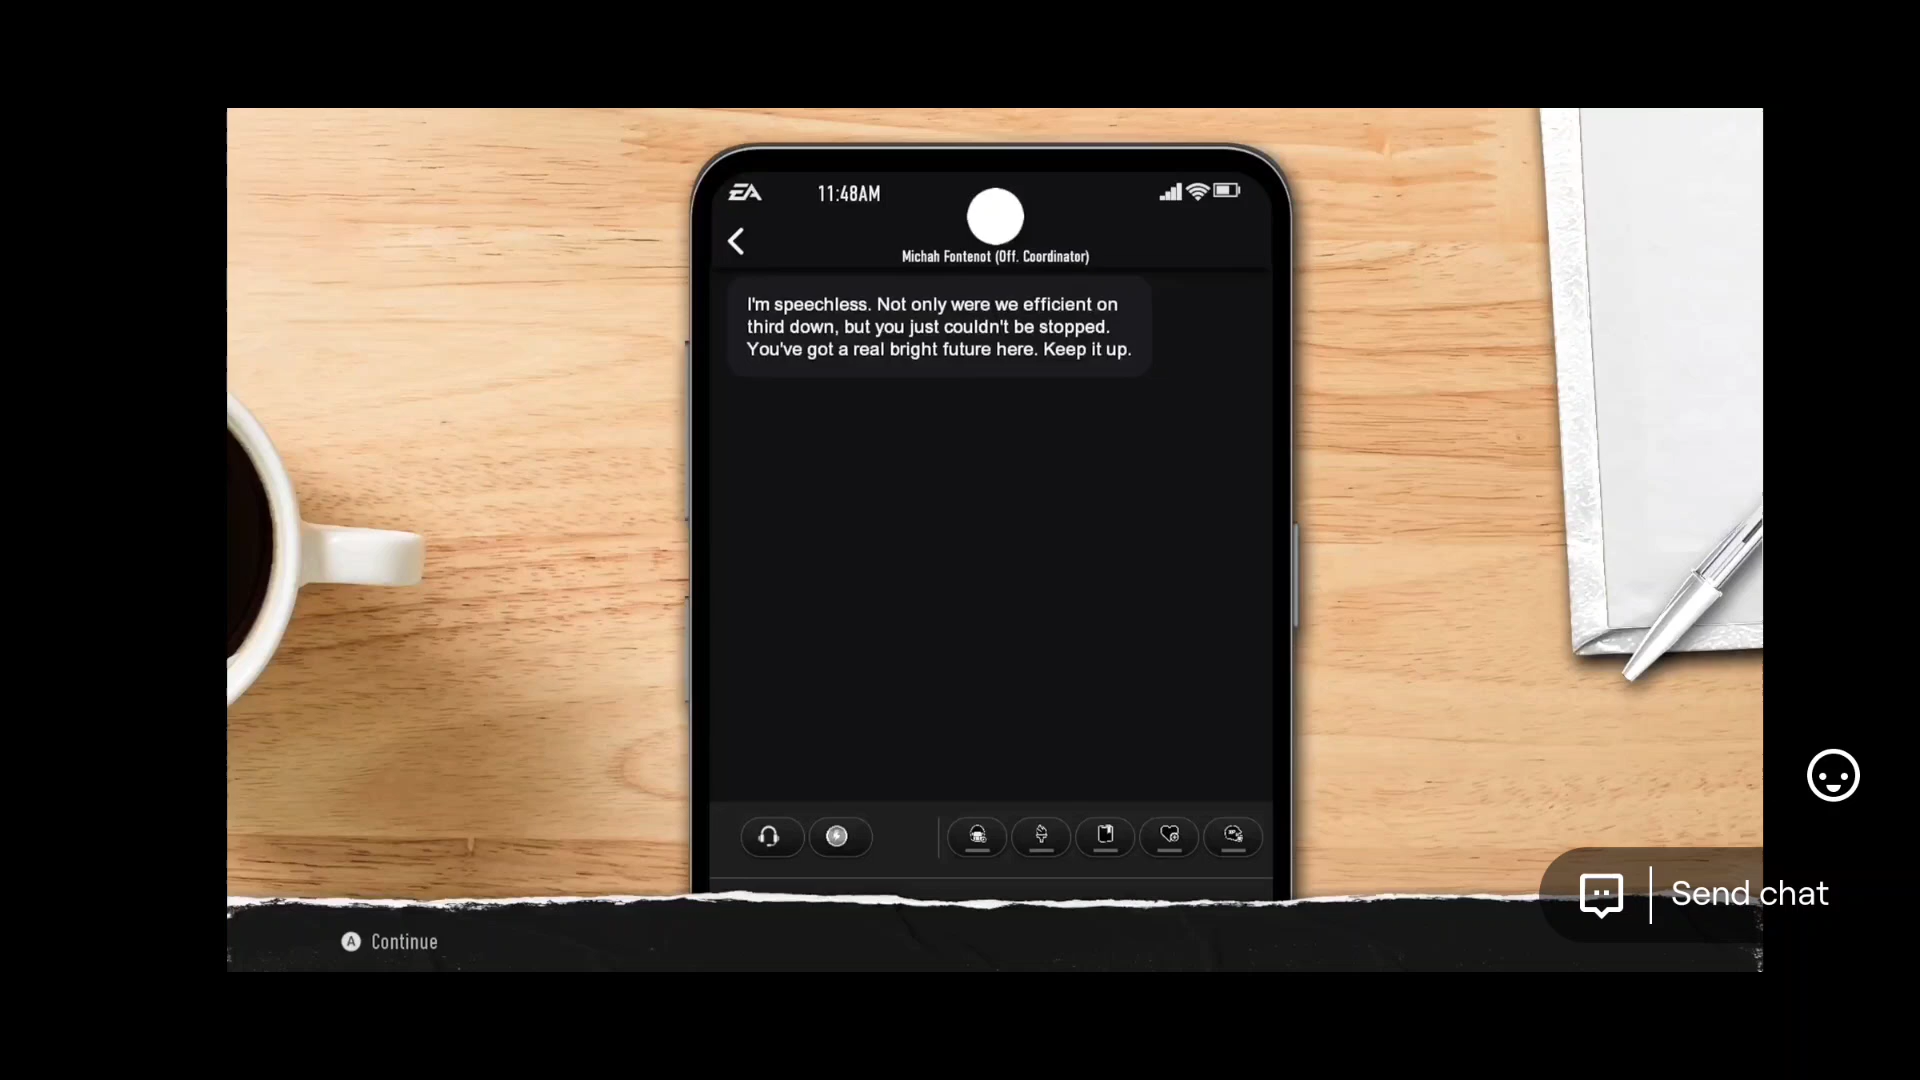 EA
11:48AM
Michah Fontenot (Off. Coordinator)
I'm speechless. Not only were we efficient on
third down, but you just couldn't be stopped.
You've got a real bright future here. Keep it up.
Send chat
A Continue